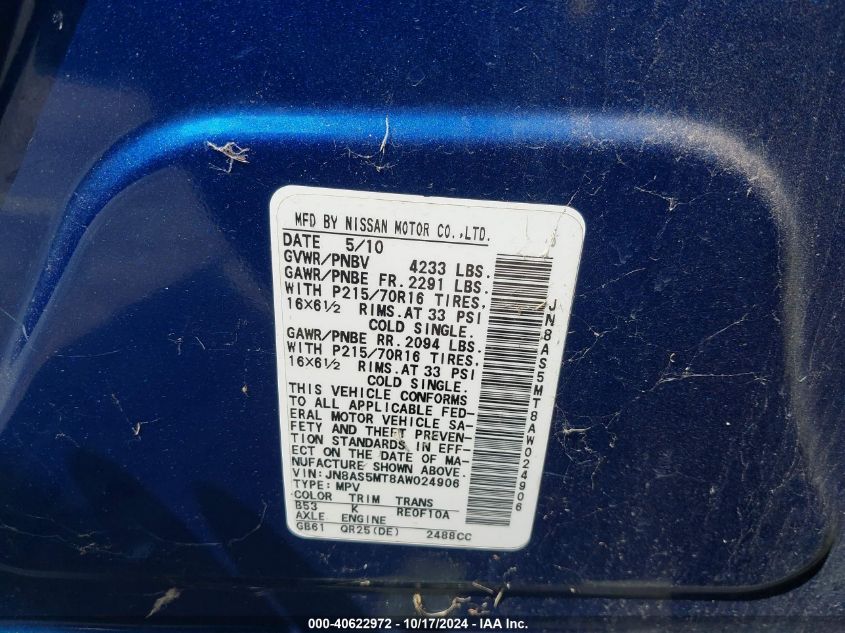 MFD BY NISSAN MOTOR CO.,LTD.
DATE 5/10
GVWR/PNBV 4233 LBS.
GAWR/PNBE FR. 2291 LBS.
WITH P215/70R16 TIRES,
16X6½ RIMS.AT 33 PSI
COLD SINGLE.
GAWR/PNBE RR. 2094 LBS.
WITH P215/70R16 TIRES,
16X6½ RIMS.AT 33 PSI
COLD SINGLE.
THIS VEHICLE CONFORMS
TO ALL APPLICABLE FED-
ERAL MOTOR VEHICLE SA-
FETY AND THEFT PREVEN-
TION STANDARDS IN EFF-
ECT ON THE DATE OF MA-
NUFACTURE SHOWN ABOVE.
VIN:JN8AS5MT8AW024906
TYPE: MPV
COLOR TRIM TRANS
B53 K RE0F10A
AXLE ENGINE
GB61 QR25(DE) 2488CC
JN8AS5MT8AW024906
000-40622972 - 10/17/2024 - IAA Inc.